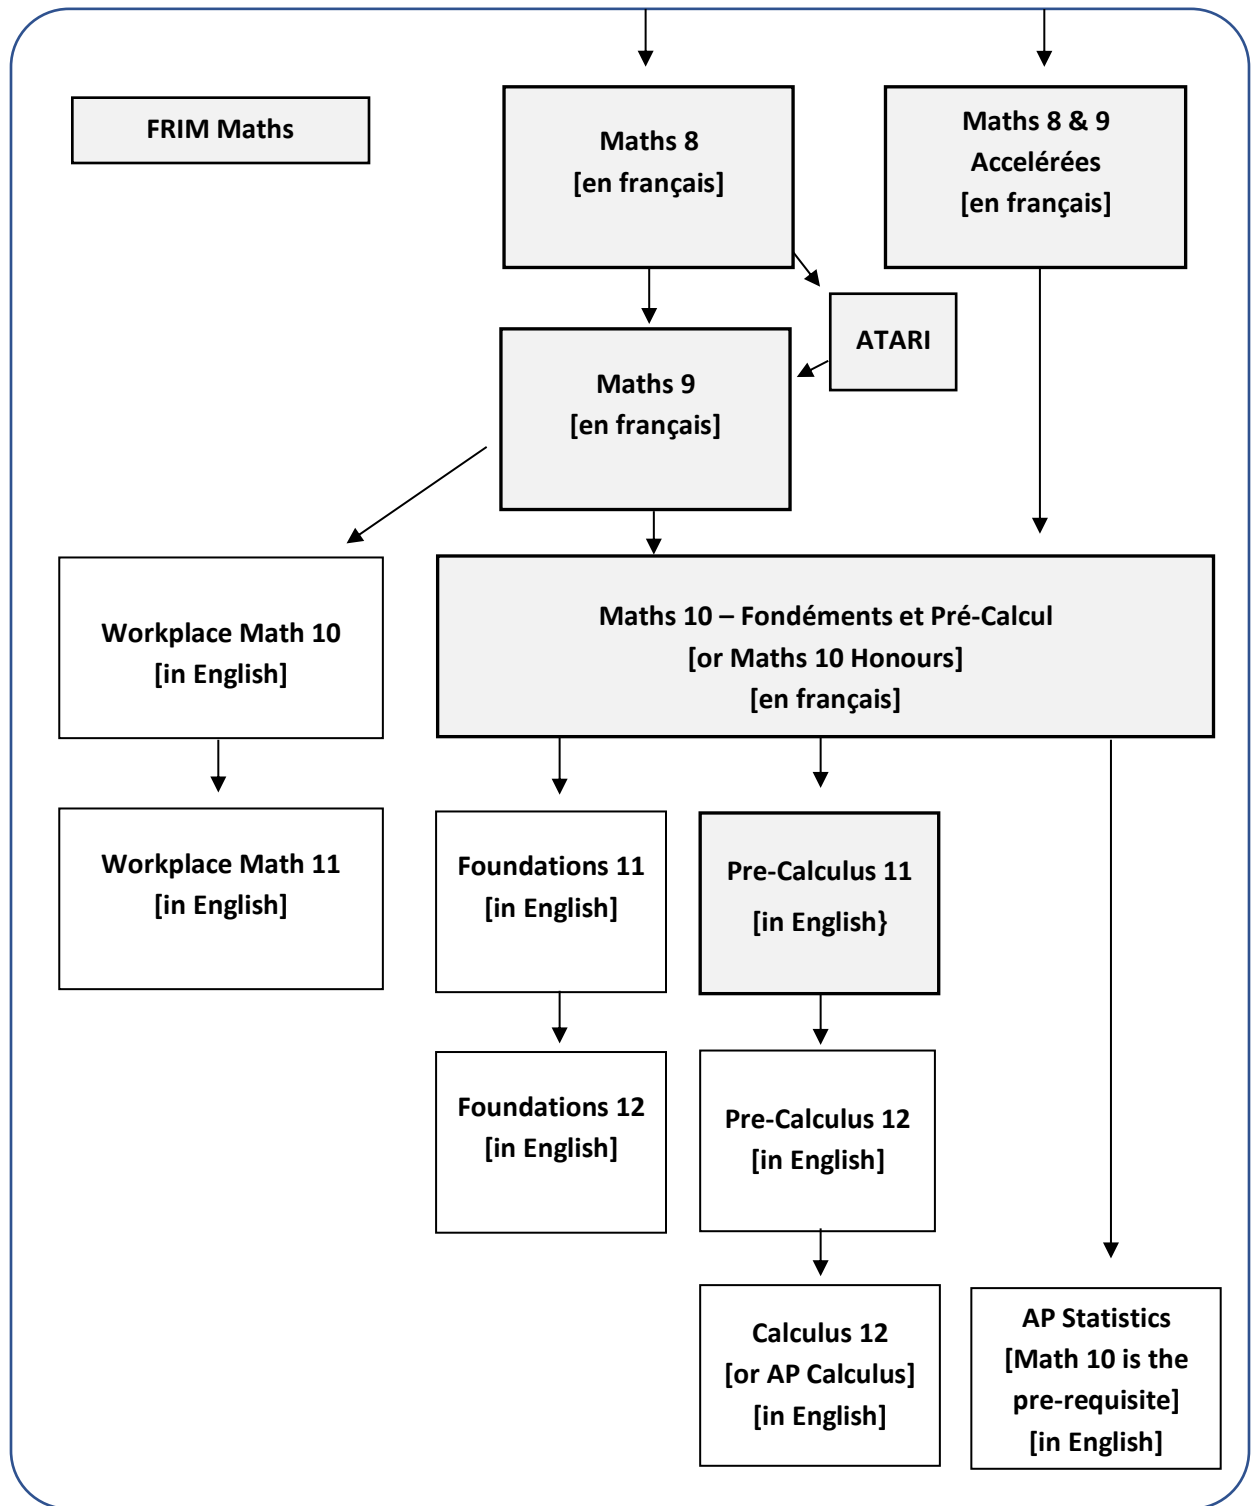 FRIM Maths
Maths 8
[en français]
Maths 8 & 9
Accelérées
[en français]
ATARI
Maths 9
[en français]
Workplace Math 10
[in English]
Maths 10 – Fondéments et Pré-Calcul
[or Maths 10 Honours]
[en français]
Workplace Math 11
[in English]
Foundations 11
[in English]
Pre-Calculus 11
[in English}
Foundations 12
[in English]
Pre-Calculus 12
[in English]
Calculus 12
[or AP Calculus]
[in English]
AP Statistics
[Math 10 is the
pre-requisite]
[in English]